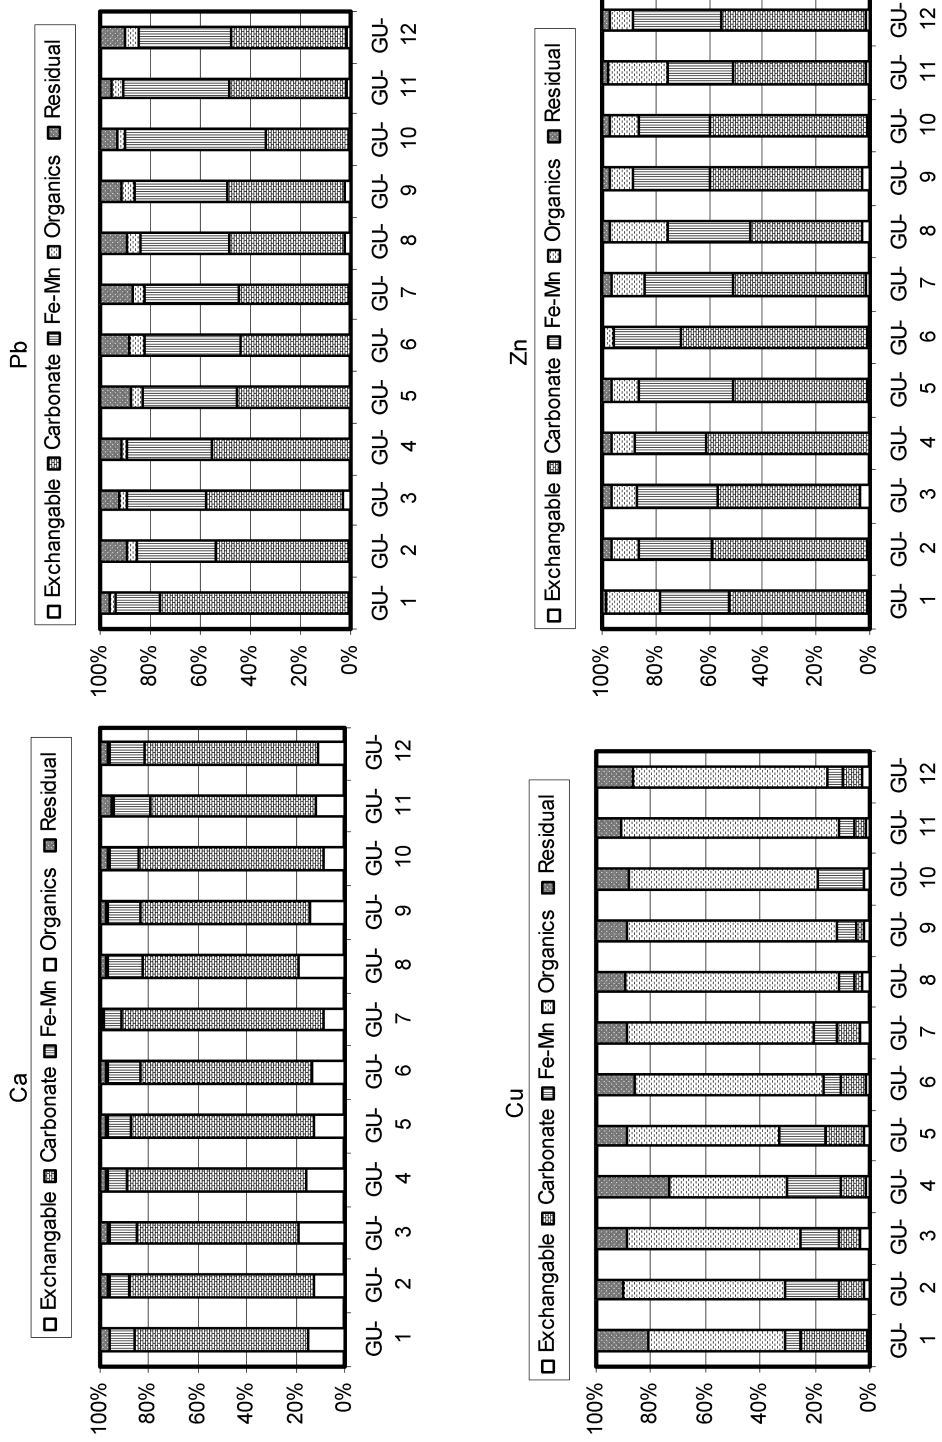 Ca
Exchangable Carbonate Fe-Mn Organics Residual
100%
80%
60%
40%
20%
0%
GU-1 GU-2 GU-3 GU-4 GU-5 GU-6 GU-7 GU-8 GU-9 GU-10 GU-11 GU-12
Pb
Exchangable Carbonate Fe-Mn Organics Residual
100%
80%
60%
40%
20%
0%
GU-1 GU-2 GU-3 GU-4 GU-5 GU-6 GU-7 GU-8 GU-9 GU-10 GU-11 GU-12
Cu
Exchangable Carbonate Fe-Mn Organics Residual
100%
80%
60%
40%
20%
0%
GU-1 GU-2 GU-3 GU-4 GU-5 GU-6 GU-7 GU-8 GU-9 GU-10 GU-11 GU-12
Zn
Exchangable Carbonate Fe-Mn Organics Residual
100%
80%
60%
40%
20%
0%
GU-1 GU-2 GU-3 GU-4 GU-5 GU-6 GU-7 GU-8 GU-9 GU-10 GU-11 GU-12